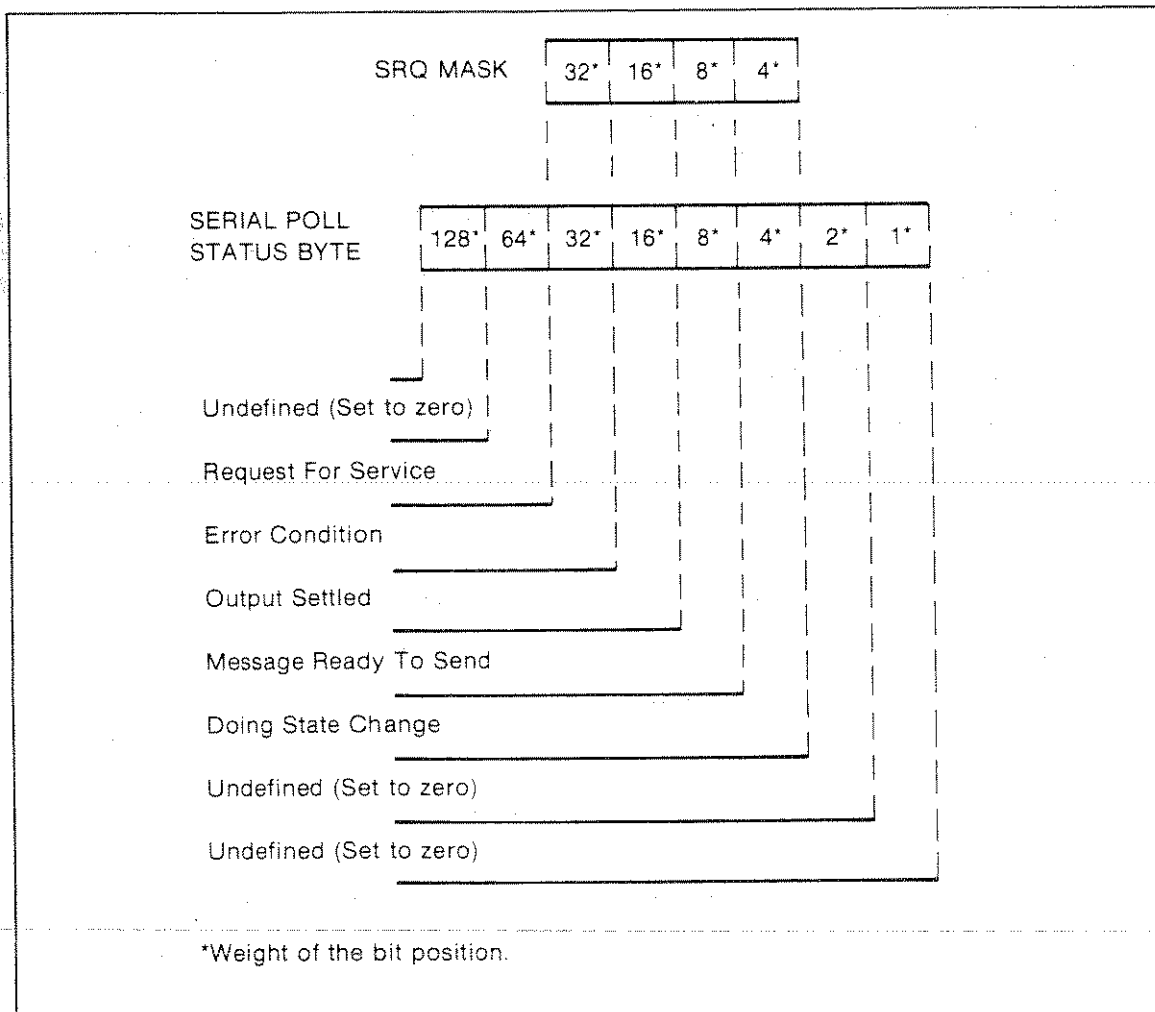 SRQ MASK 32* 16* 8* 4*
SERIAL POLL
STATUS BYTE
128* 64* 32* 16* 8* 4* 2* 1*
Undefined (Set to zero)
Request For Service
Error Condition
Output Settled
Message Ready To Send
Doing State Change
Undefined (Set to zero)
Undefined (Set to zero)
*Weight of the bit position.